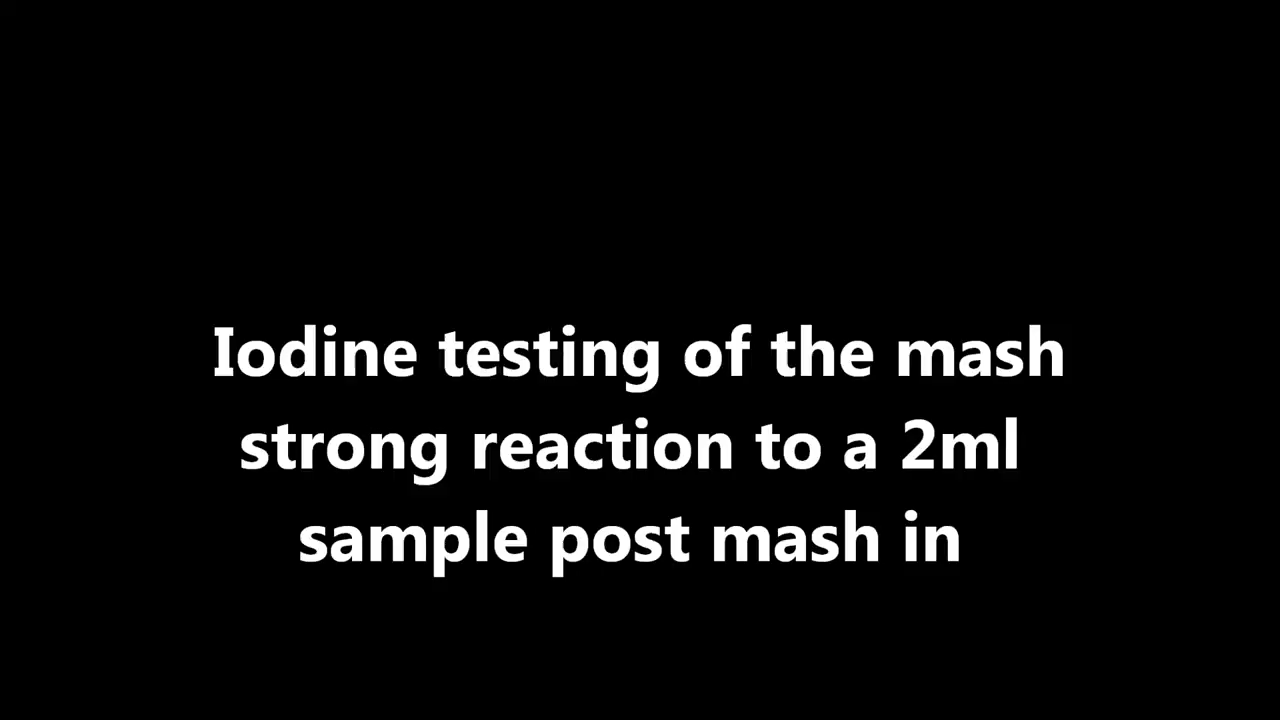 Iodine testing of the mash
strong reaction to a 2ml
sample post mash in